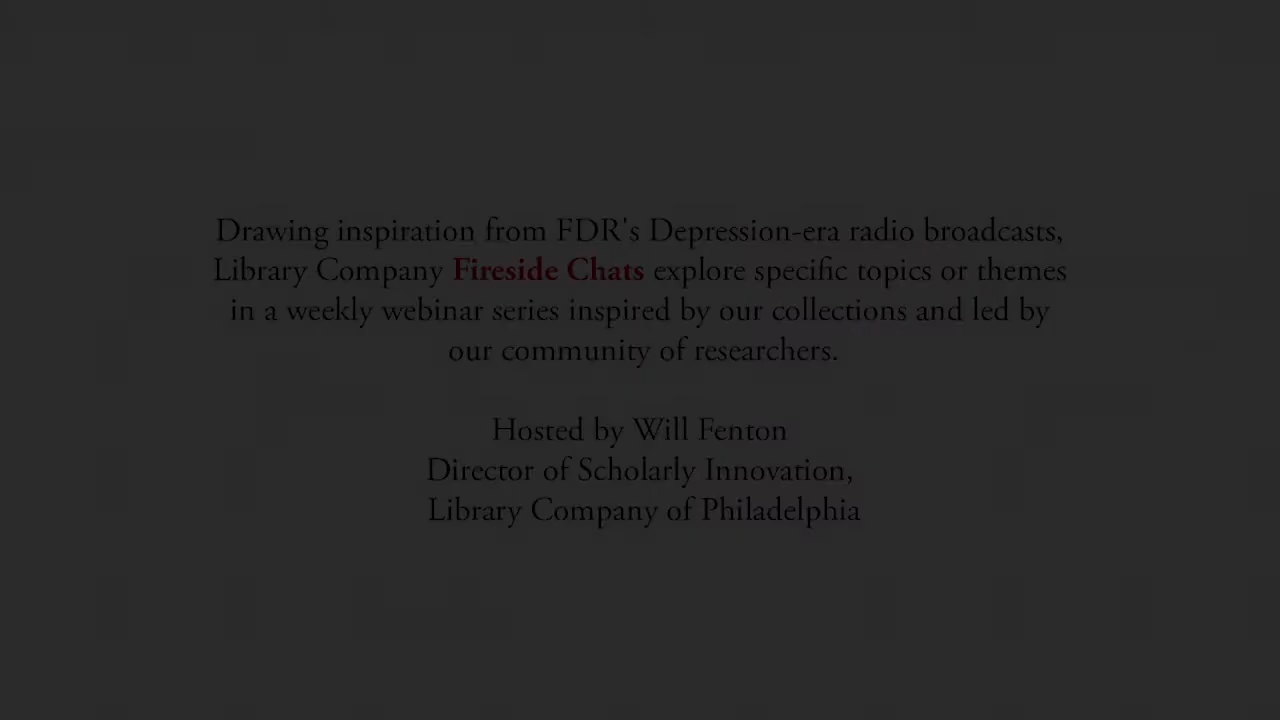 Drawing inspiration from FDR's Depression-era radio broadcasts,
Library Company Fireside Chats explore specific topics or themes
in a weekly webinar series inspired by our collections and led by
our community of researchers.
Hosted by Will Fenton
Director of Scholarly Innovation,
Library Company of Philadelphia